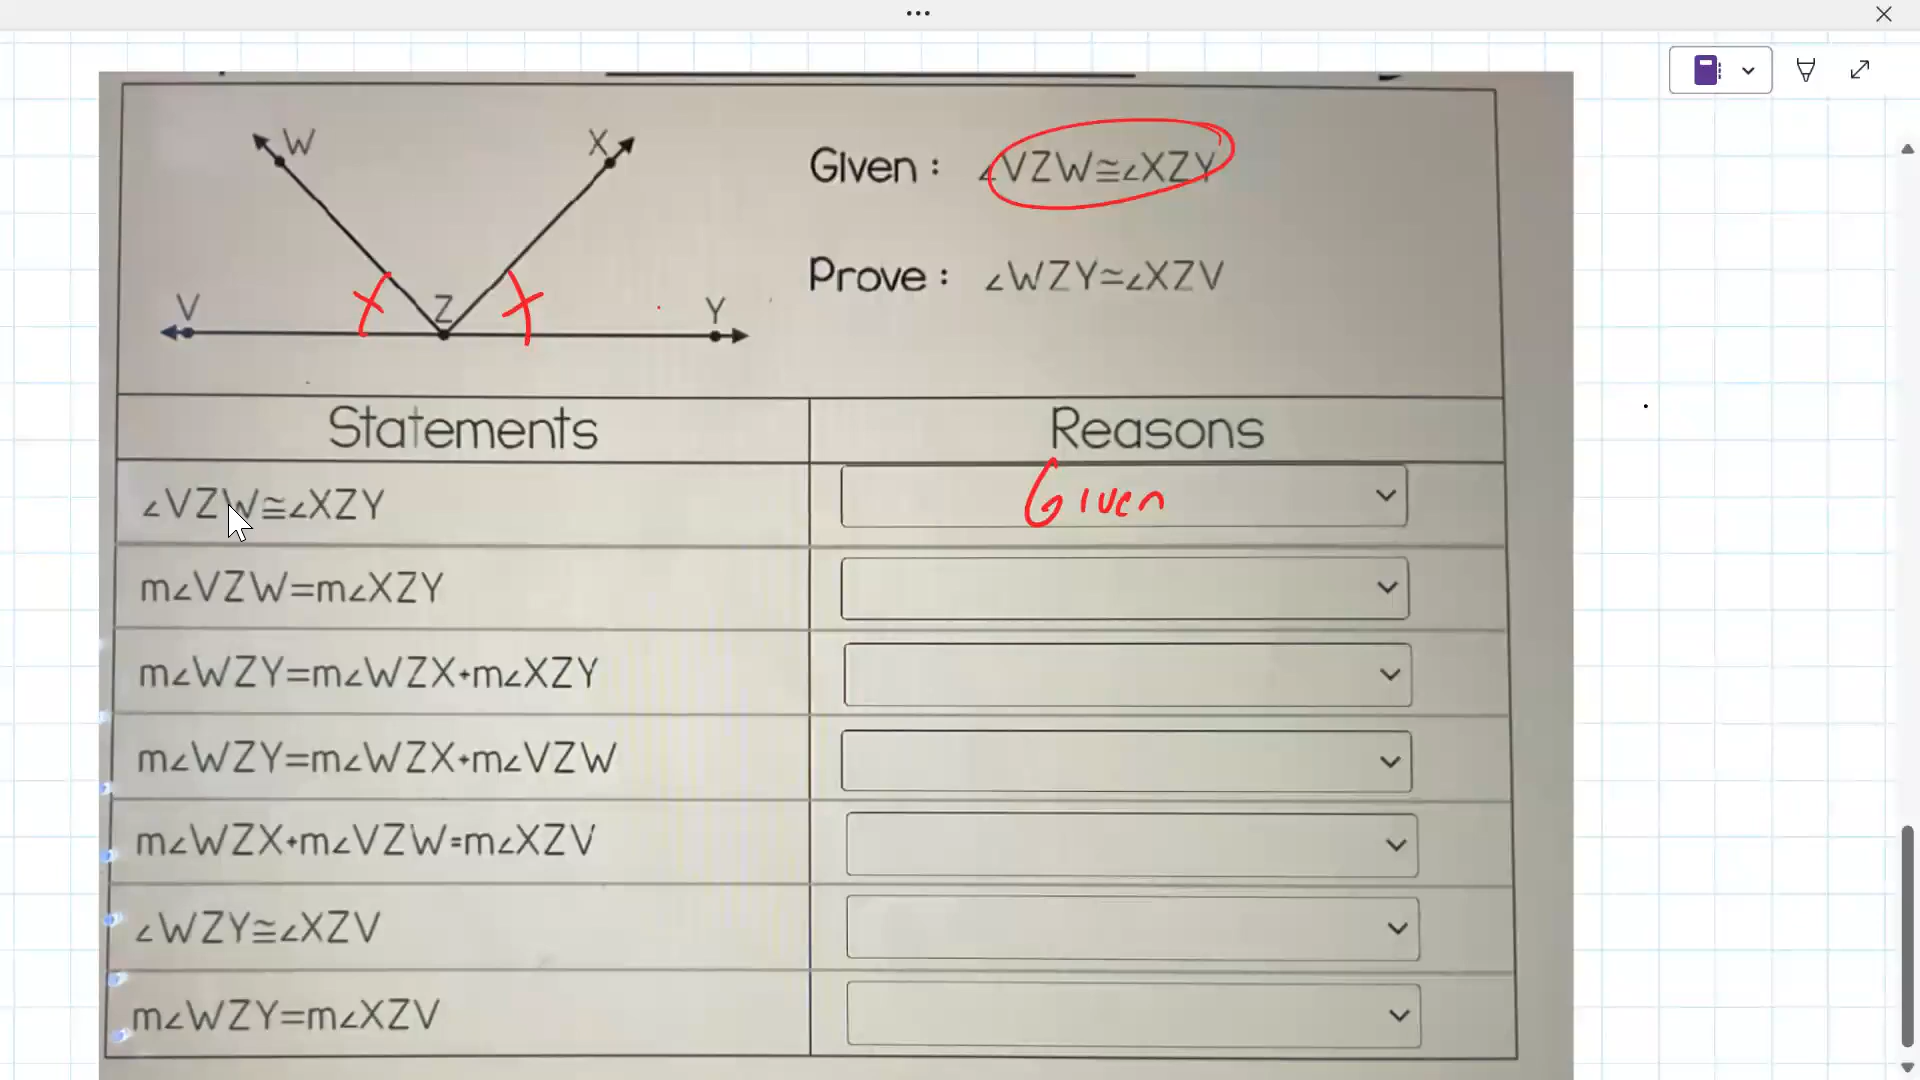 W
X
V
Z
Y
Given : ∠VZW≅∠XZY
Prove : ∠WZY≃∠XZV
Statements
Reasons
∠VZW≅∠XZY
Given
m∠VZW=m∠XZY
m∠WZY=m∠WZX+m∠XZY
m∠WZY=m∠WZX+m∠VZW
m∠WZX+m∠VZW=m∠XZV
∠WZY≅∠XZV
m∠WZY=m∠XZV